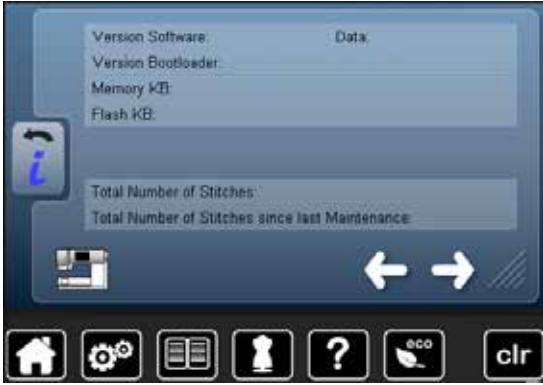 Version Software: Data:
Version Bootloader:
Memory KB:
Flash KB:
i
Total Number of Stitches:
Total Number of Stitches since last Maintenance:
? eco clr